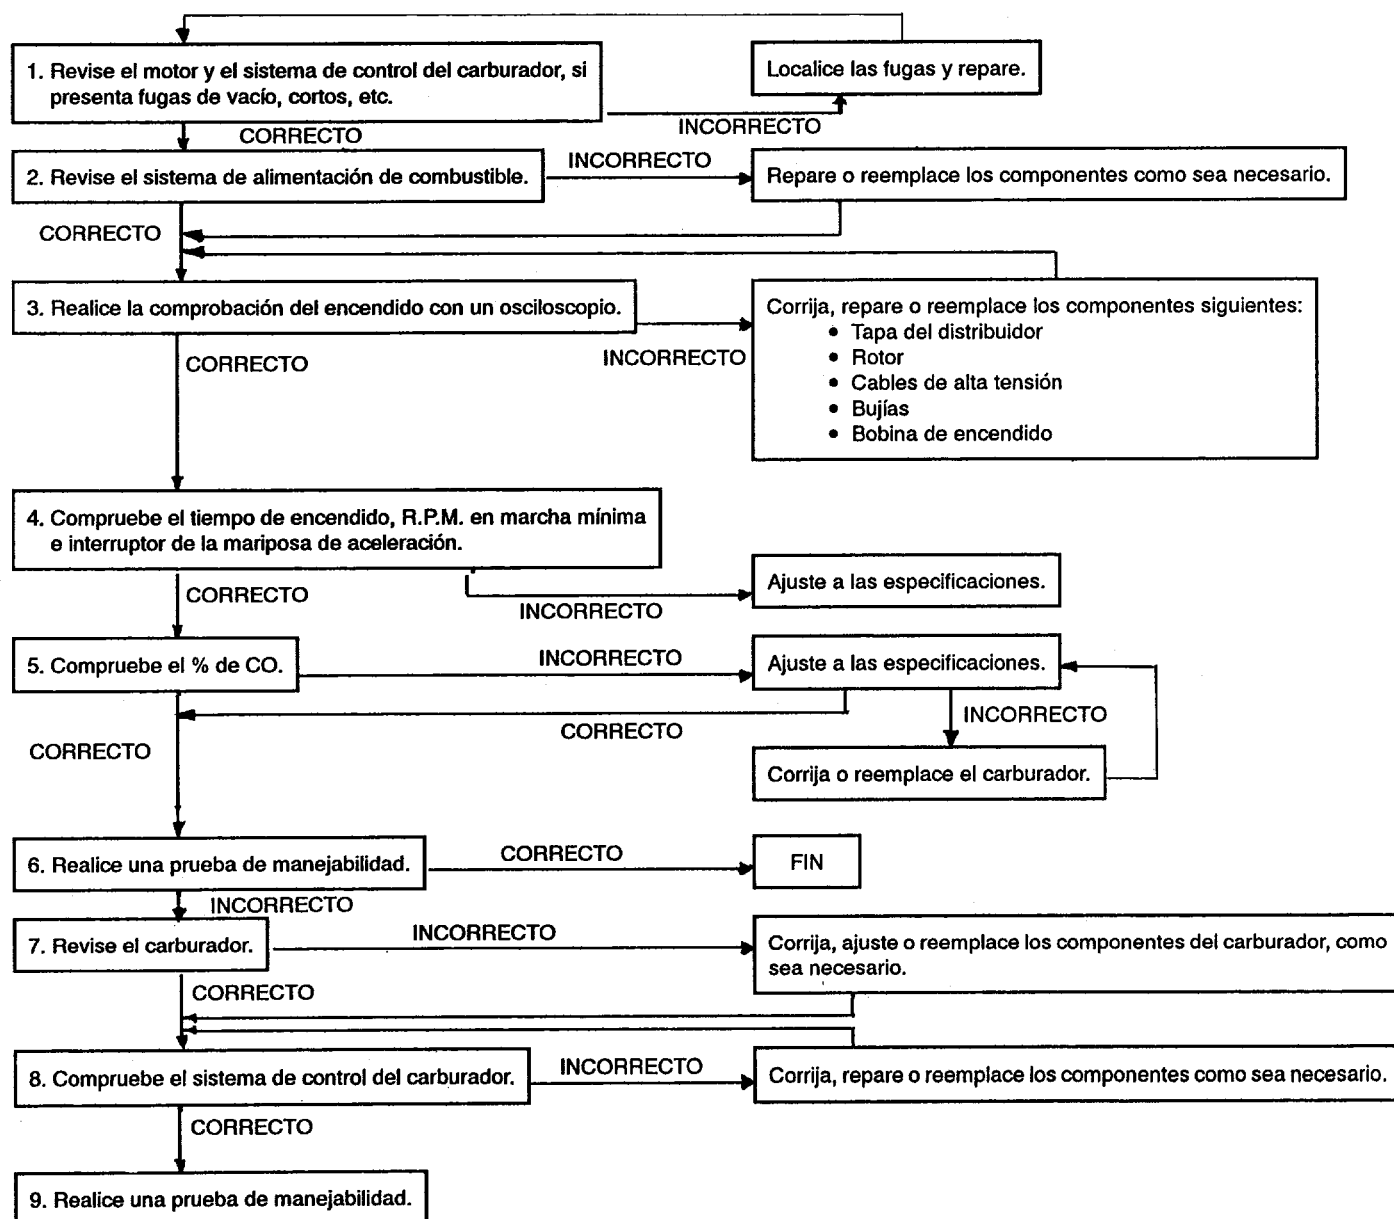 1. Revise el motor y el sistema de control del carburador, si
presenta fugas de vacío, cortos, etc.
Localice las fugas y repare.
INCORRECTO
CORRECTO
2. Revise el sistema de alimentación de combustible.
INCORRECTO
Repare o reemplace los componentes como sea necesario.
CORRECTO
3. Realice la comprobación del encendido con un osciloscopio.
INCORRECTO
Corrija, repare o reemplace los componentes siguientes:
• Tapa del distribuidor
• Rotor
• Cables de alta tensión
• Bujías
• Bobina de encendido
CORRECTO
4. Compruebe el tiempo de encendido, R.P.M. en marcha mínima
e interruptor de la mariposa de aceleración.
CORRECTO
INCORRECTO
Ajuste a las especificaciones.
5. Compruebe el % de CO.
INCORRECTO
Ajuste a las especificaciones.
CORRECTO
INCORRECTO
CORRECTO
Corrija o reemplace el carburador.
6. Realice una prueba de manejabilidad.
CORRECTO
FIN
INCORRECTO
7. Revise el carburador.
INCORRECTO
Corrija, ajuste o reemplace los componentes del carburador, como
sea necesario.
CORRECTO
8. Compruebe el sistema de control del carburador.
INCORRECTO
Corrija, repare o reemplace los componentes como sea necesario.
CORRECTO
9. Realice una prueba de manejabilidad.